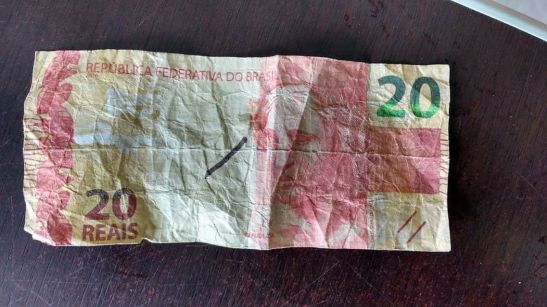 REPÚBLICA FEDERATIVA DO BRASIL
20
20
REAIS